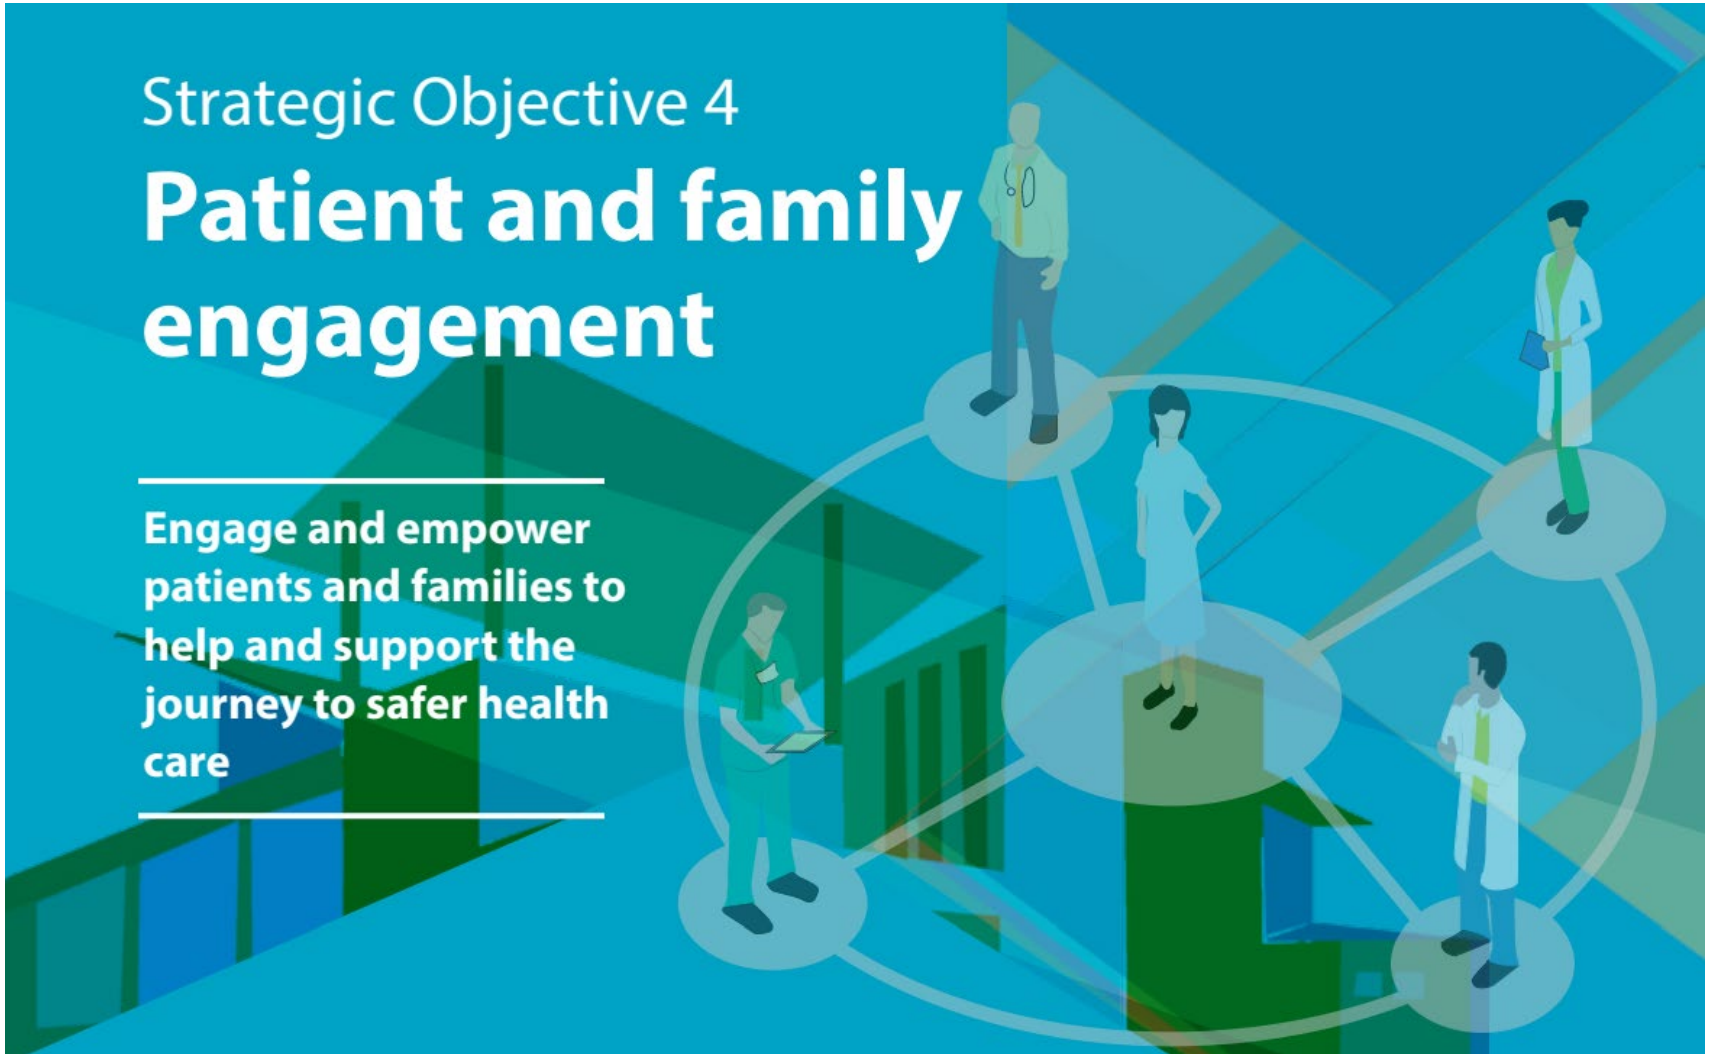 Strategic Objective 4
Patient and family
engagement
Engage and empower
patients and families to
help and support the
journey to safer health
care